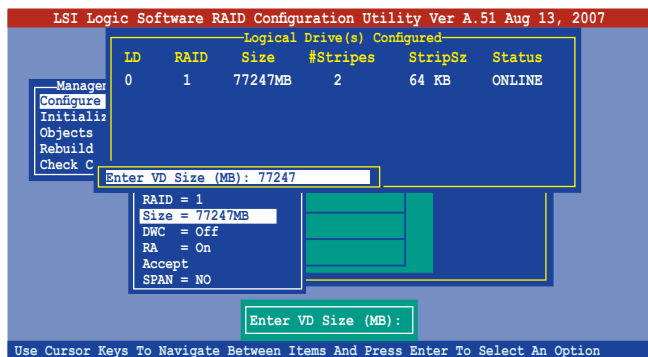 LSI Logic Software RAID Configuration Utility Ver A.51 Aug 13, 2007
Logical Drive(s) Configured
LD RAID Size #Stripes StripSz Status
0 1 77247MB 2 64 KB ONLINE
Managem
Configure
Initializ
Objects
Rebuild
Check C
Enter VD Size (MB): 77247
RAID = 1
Size = 77247MB
DWC = Off
RA = On
Accept
SPAN = NO
Enter VD Size (MB):
Use Cursor Keys To Navigate Between Items And Press Enter To Select An Option